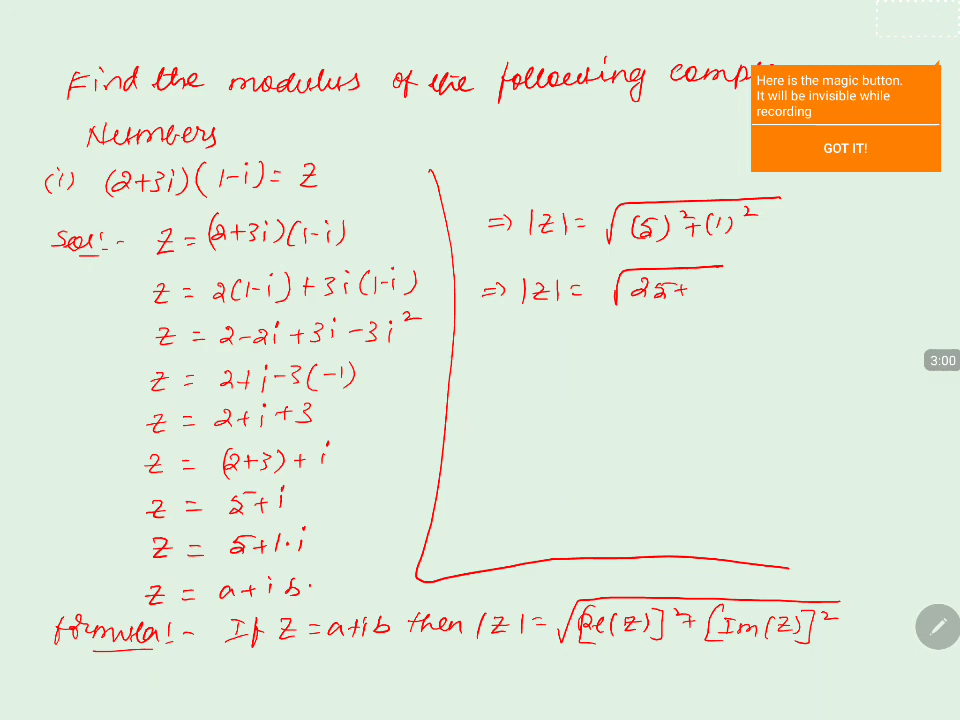 Find the modulus of the following comp
Numbers
(i) (2+3i)(1-i) = Z
Sol:- Z = (2+3i)(1-i)
Z = 2(1-i) + 3i(1-i)
Z = 2-2i+3i-3i²
Z = 2+i-3(-1)
Z = 2+i+3
Z = (2+3)+i
Z = 5+i
Z = 5+1·i
Z = a+ib.
⇒ |Z| = √(5)²+(1)²
⇒ |Z| = √25+
formula:- If Z = a+ib then |Z| = √[Re(Z)]²+[Im(Z)]²
Here is the magic button.
It will be invisible while
recording
GOT IT!
3:00